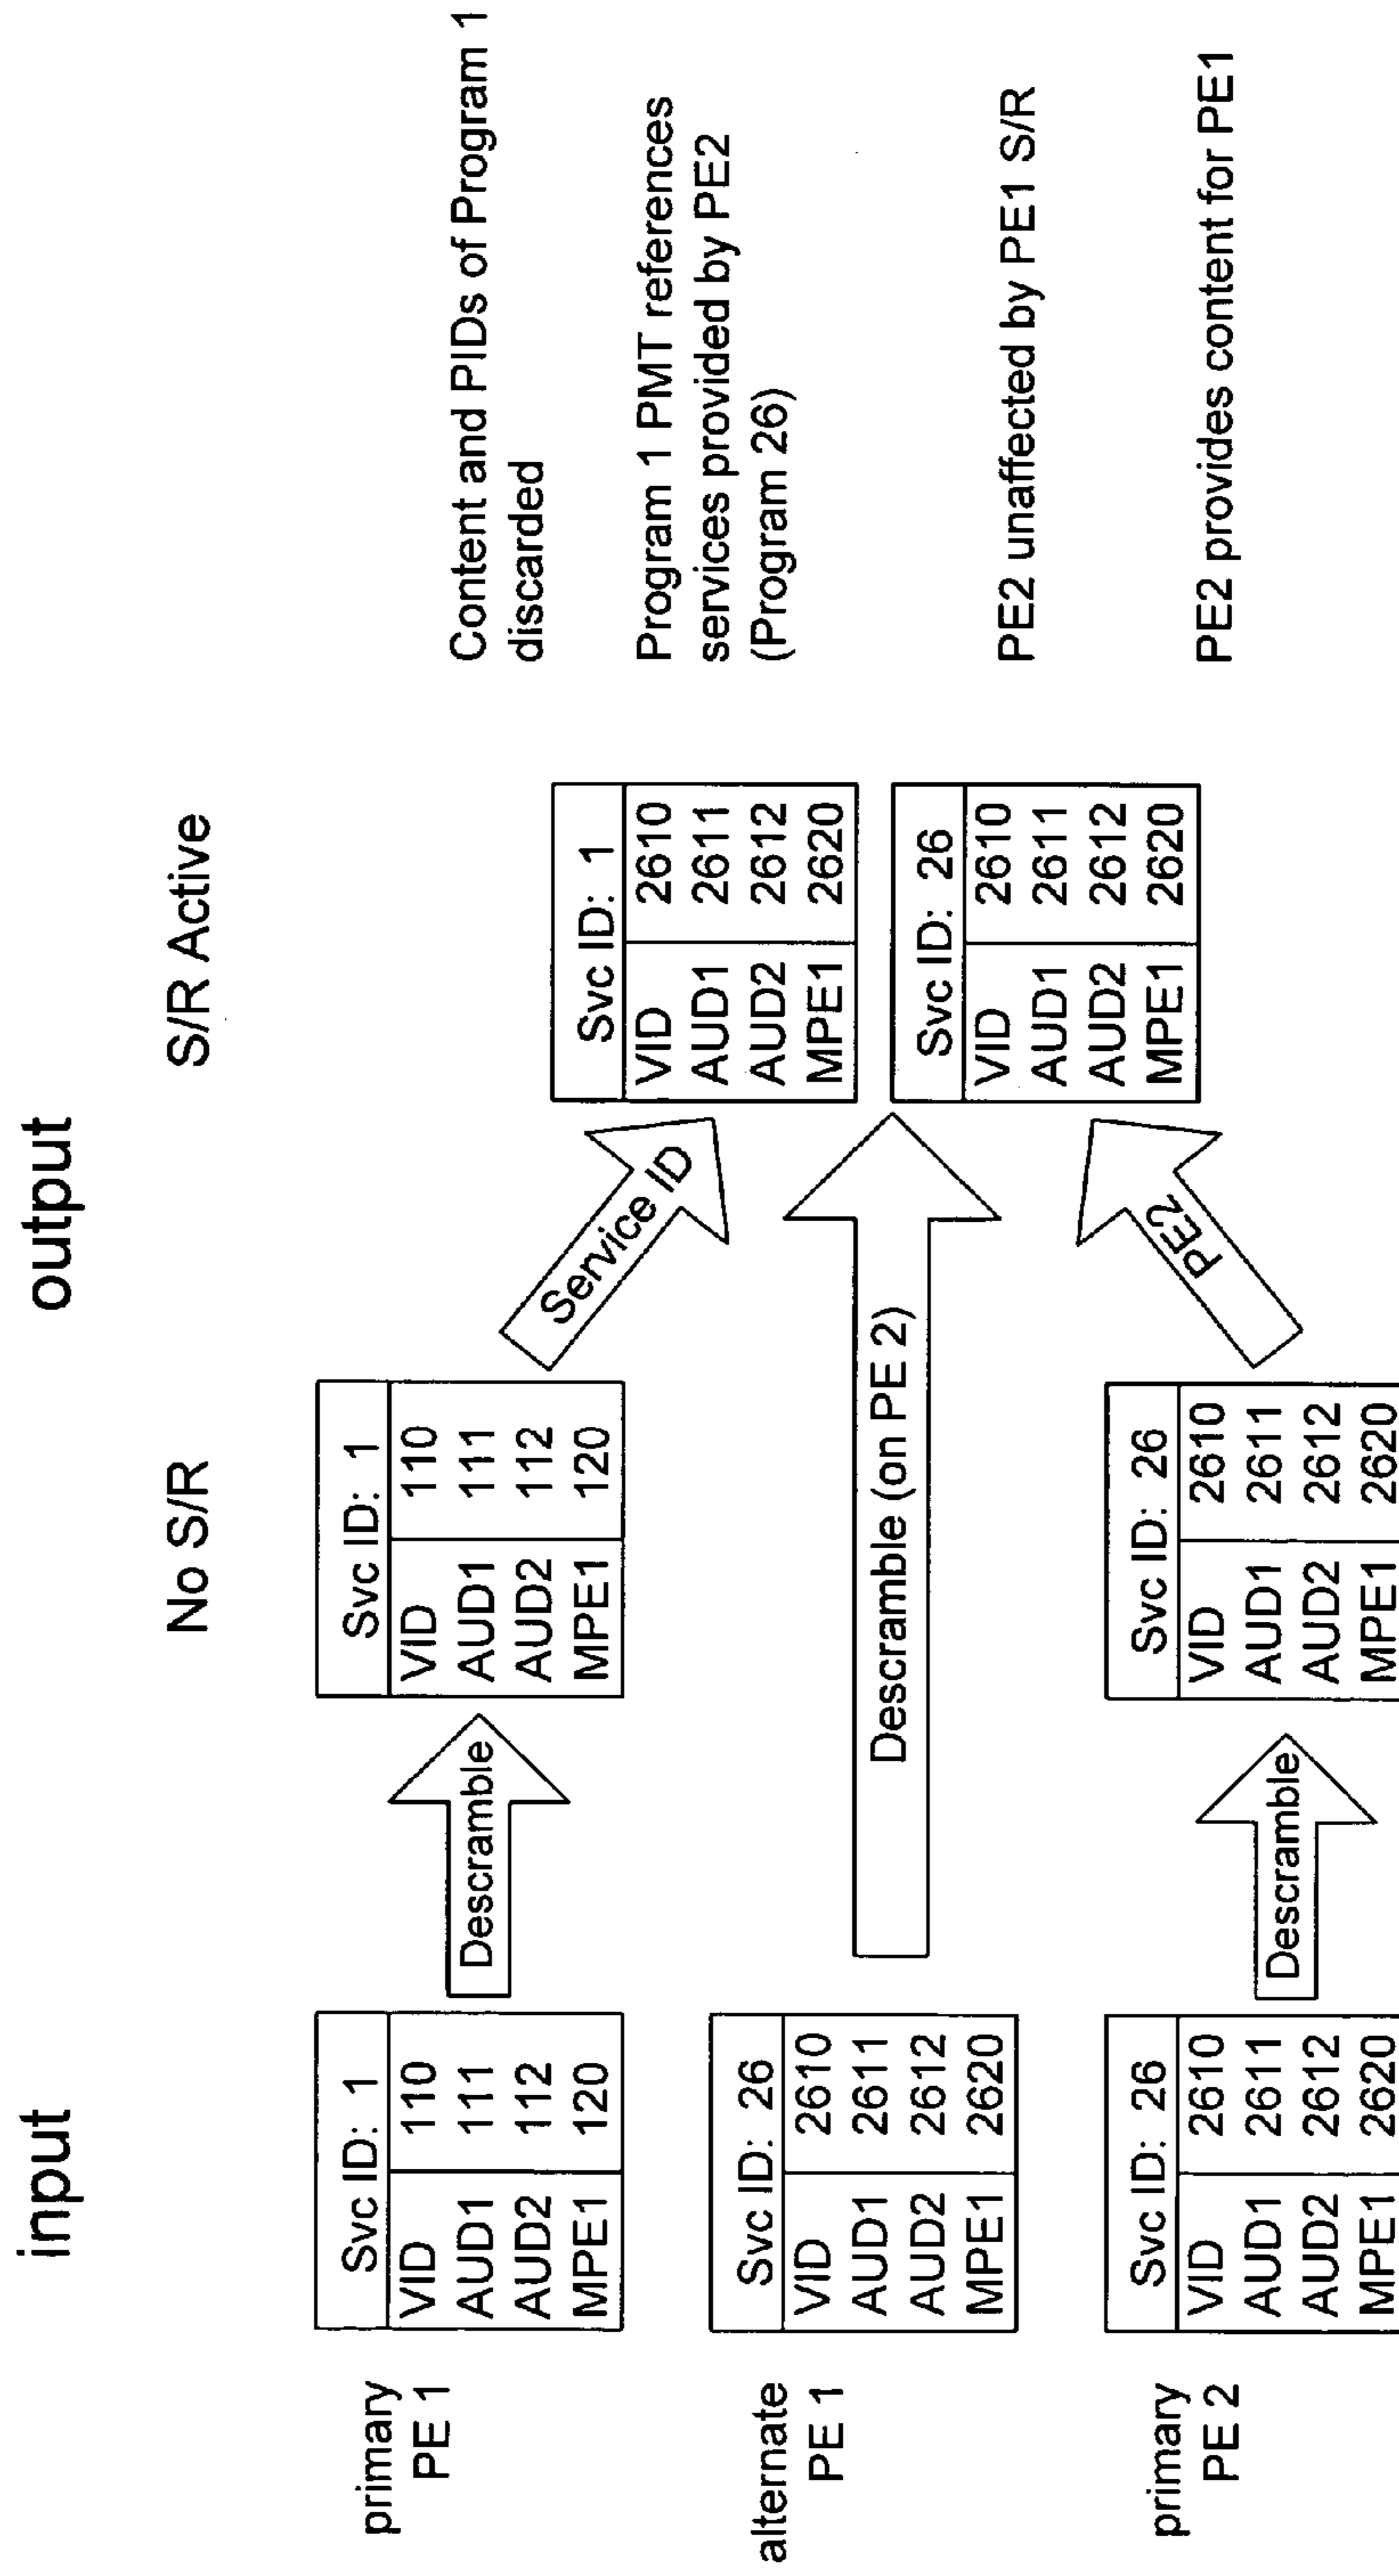 input
output
No S/R
S/R Active
primary
PE 1
Svc ID: 1
VID 110
AUD1 111
AUD2 112
MPE1 120
Descramble
Svc ID: 1
VID 110
AUD1 111
AUD2 112
MPE1 120
Service ID
Svc ID: 1
VID 2610
AUD1 2611
AUD2 2612
MPE1 2620
Content and PIDs of Program 1
discarded
Program 1 PMT references
services provided by PE2
(Program 26)
alternate
PE 1
Svc ID: 26
VID 2610
AUD1 2611
AUD2 2612
MPE1 2620
Descramble (on PE 2)
Svc ID: 26
VID 2610
AUD1 2611
AUD2 2612
MPE1 2620
PE2 unaffected by PE1 S/R
PE2 provides content for PE1
primary
PE 2
Svc ID: 26
VID 2610
AUD1 2611
AUD2 2612
MPE1 2620
Descramble
Svc ID: 26
VID 2610
AUD1 2611
AUD2 2612
MPE1 2620
PE2